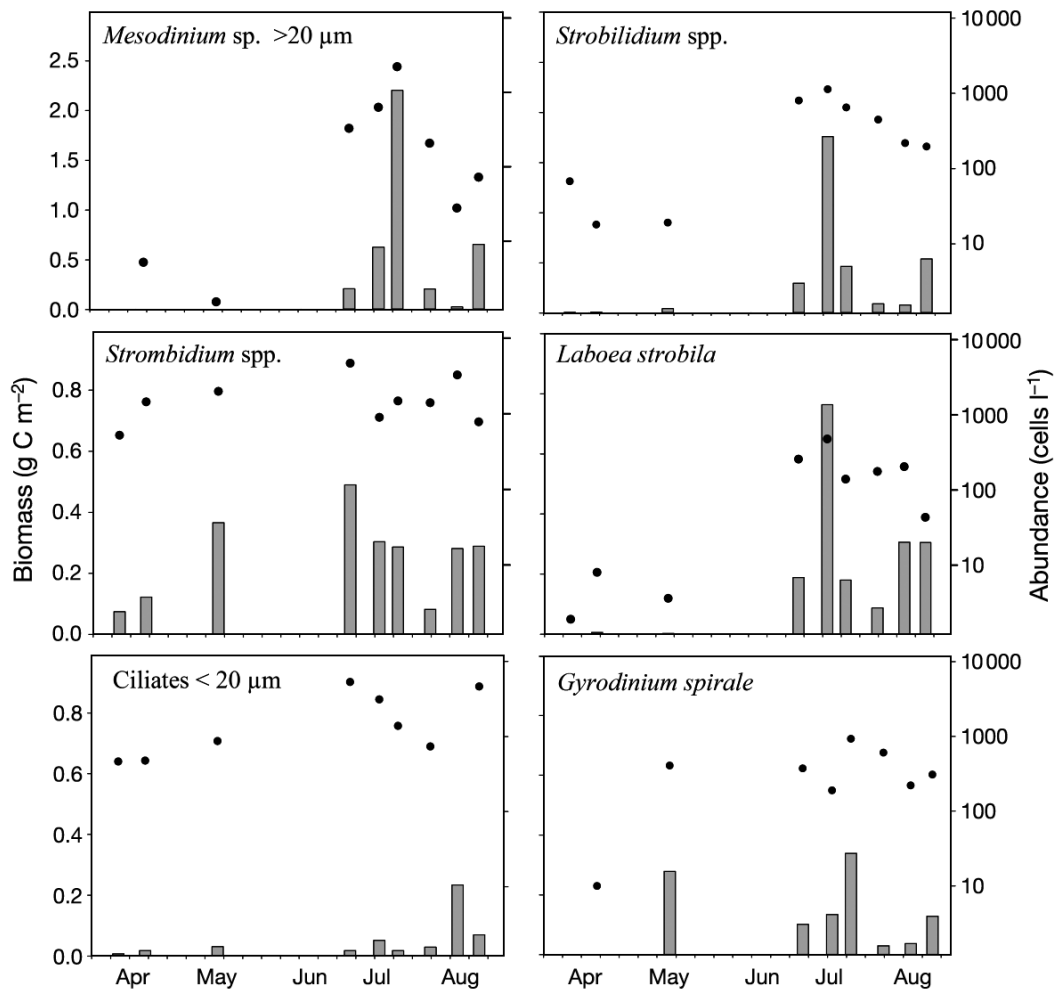 Mesodinium sp. >20 µm
2.5
2.0
1.5
1.0
0.5
0.0
Strobilidium spp.
10 000
1000
100
10
Strombidium spp.
0.8
0.6
0.4
0.2
0.0
Laboea strobila
10 000
1000
100
10
Biomass (g C m⁻²)
Abundance (cells l⁻¹)
Ciliates < 20 µm
0.8
0.6
0.4
0.2
0.0
Apr May Jun Jul Aug
Gyrodinium spirale
10 000
1000
100
10
Apr May Jun Jul Aug